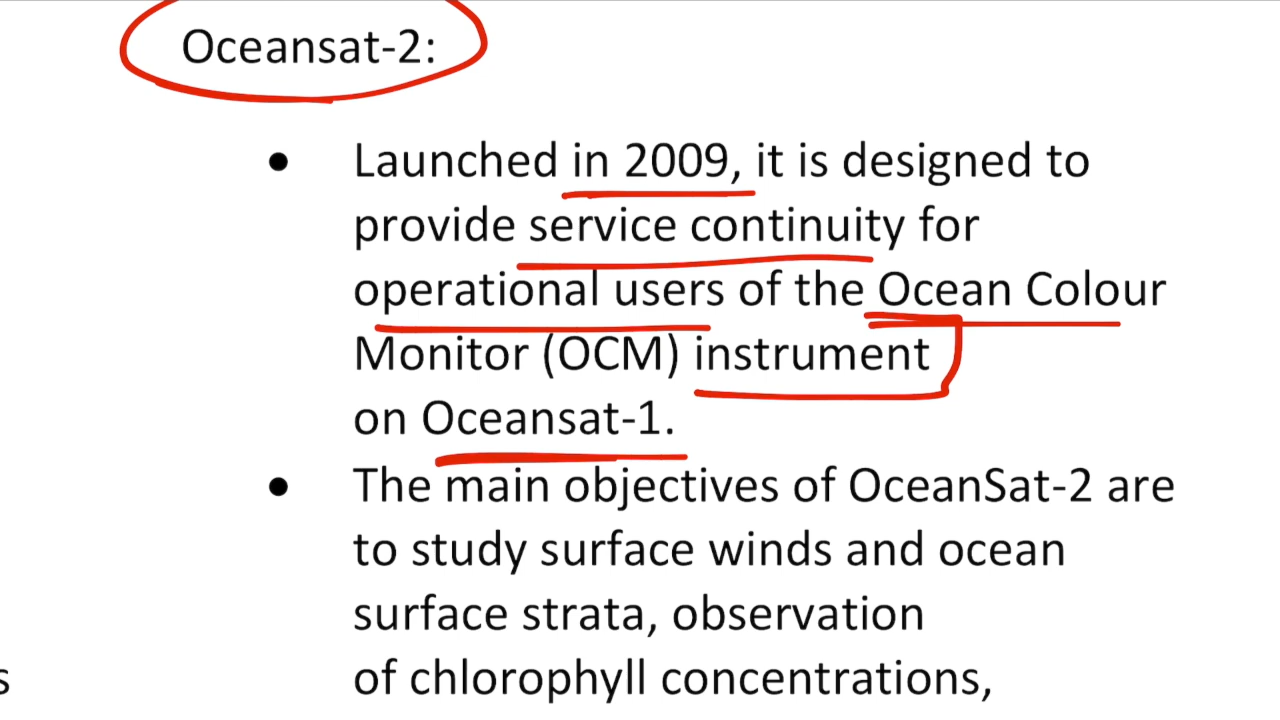 Oceansat-2:
• Launched in 2009, it is designed to
provide service continuity for
operational users of the Ocean Colour
Monitor (OCM) instrument
on Oceansat-1.
• The main objectives of OceanSat-2 are
to study surface winds and ocean
surface strata, observation
s of chlorophyll concentrations,